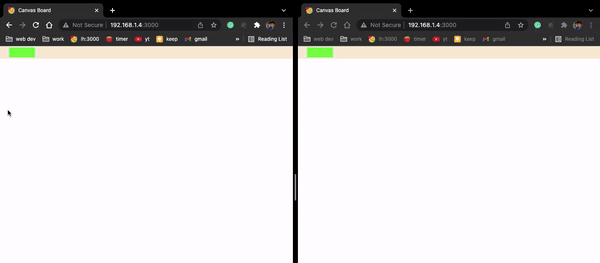 Canvas Board
Not Secure 192.168.1.4:3000
web dev work lh:3000 timer yt keep gmail » Reading List
Canvas Board
Not Secure 192.168.1.4:3000
web dev work lh:3000 timer yt keep gmail » Reading List